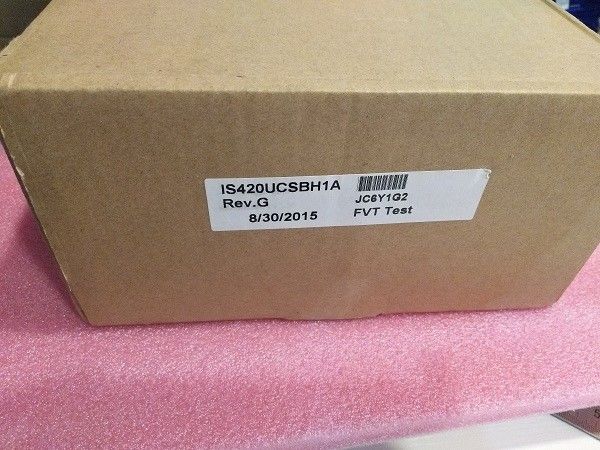 IS420UCSBH1A
Rev.G
8/30/2015
JC6Y1G2
FVT Test